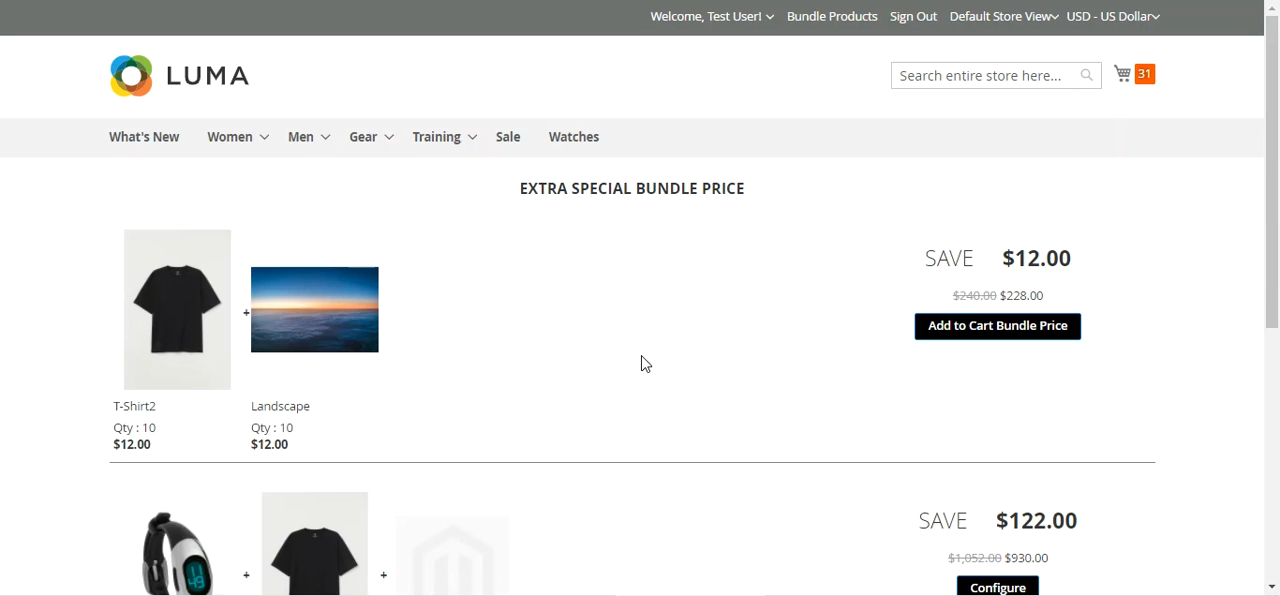 Welcome, Test User! Bundle Products Sign Out Default Store View USD - US Dollar
LUMA
Search entire store here...
31
What's New Women Men Gear Training Sale Watches
EXTRA SPECIAL BUNDLE PRICE
SAVE $12.00
$240.00 $228.00
Add to Cart Bundle Price
+
T-Shirt2 Landscape
Qty : 10 Qty : 10
$12.00 $12.00
SAVE $122.00
$1,052.00 $930.00
+ +
Configure